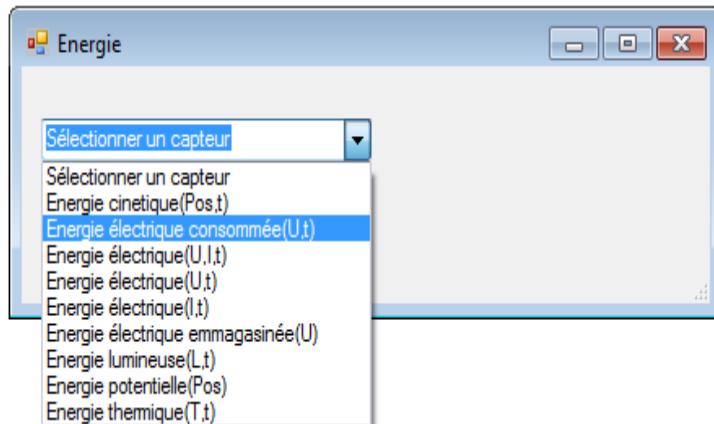 Energie
Sélectionner un capteur
Sélectionner un capteur
Energie cinetique(Pos,t)
Energie électrique consommée(U,t)
Energie électrique(U,I,t)
Energie électrique(U,t)
Energie électrique(I,t)
Energie électrique emmagasinée(U)
Energie lumineuse(L,t)
Energie potentielle(Pos)
Energie thermique(T,t)